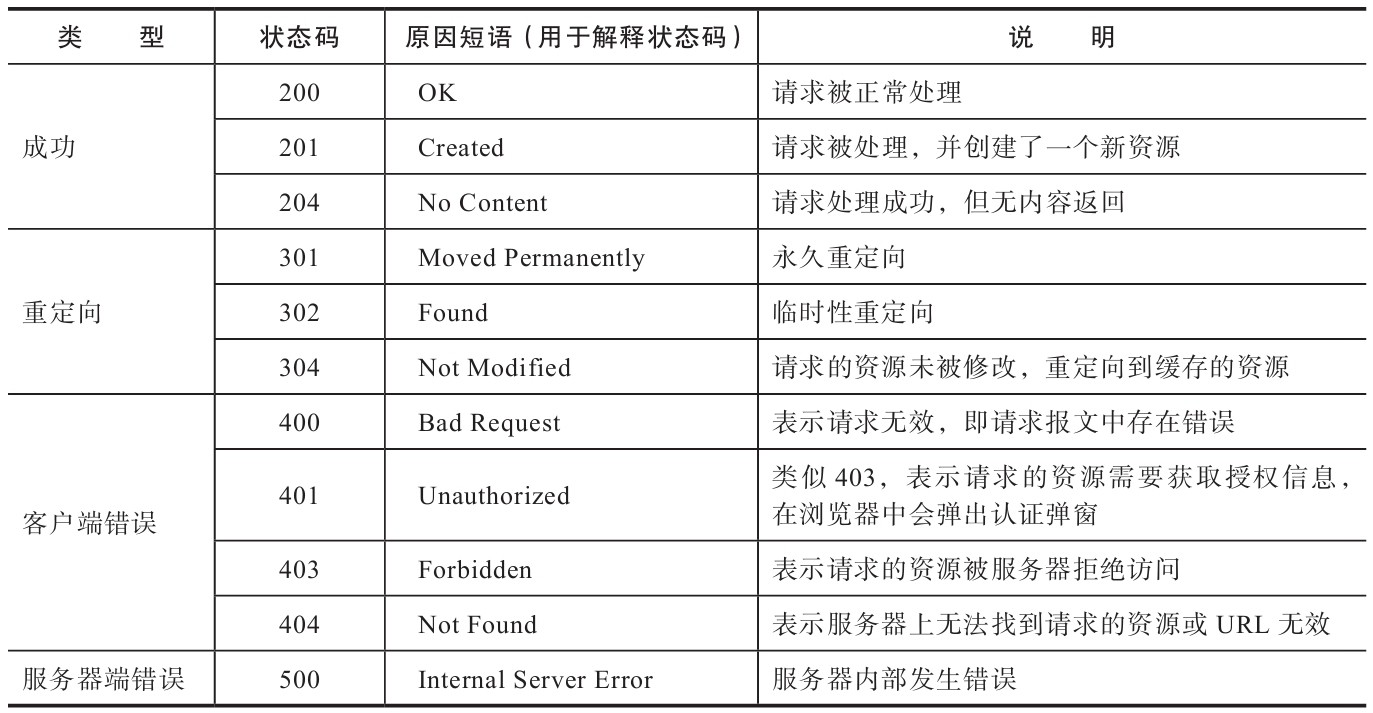 类 型 状态码 原因短语（用于解释状态码） 说 明
成功
200 OK 请求被正常处理
201 Created 请求被处理，并创建了一个新资源
204 No Content 请求处理成功，但无内容返回
重定向
301 Moved Permanently 永久重定向
302 Found 临时性重定向
304 Not Modified 请求的资源未被修改，重定向到缓存的资源
客户端错误
400 Bad Request 表示请求无效，即请求报文中存在错误
401 Unauthorized 类似 403，表示请求的资源需要获取授权信息，
在浏览器中会弹出认证弹窗
403 Forbidden 表示请求的资源被服务器拒绝访问
404 Not Found 表示服务器上无法找到请求的资源或 URL 无效
服务器端错误 500 Internal Server Error 服务器内部发生错误